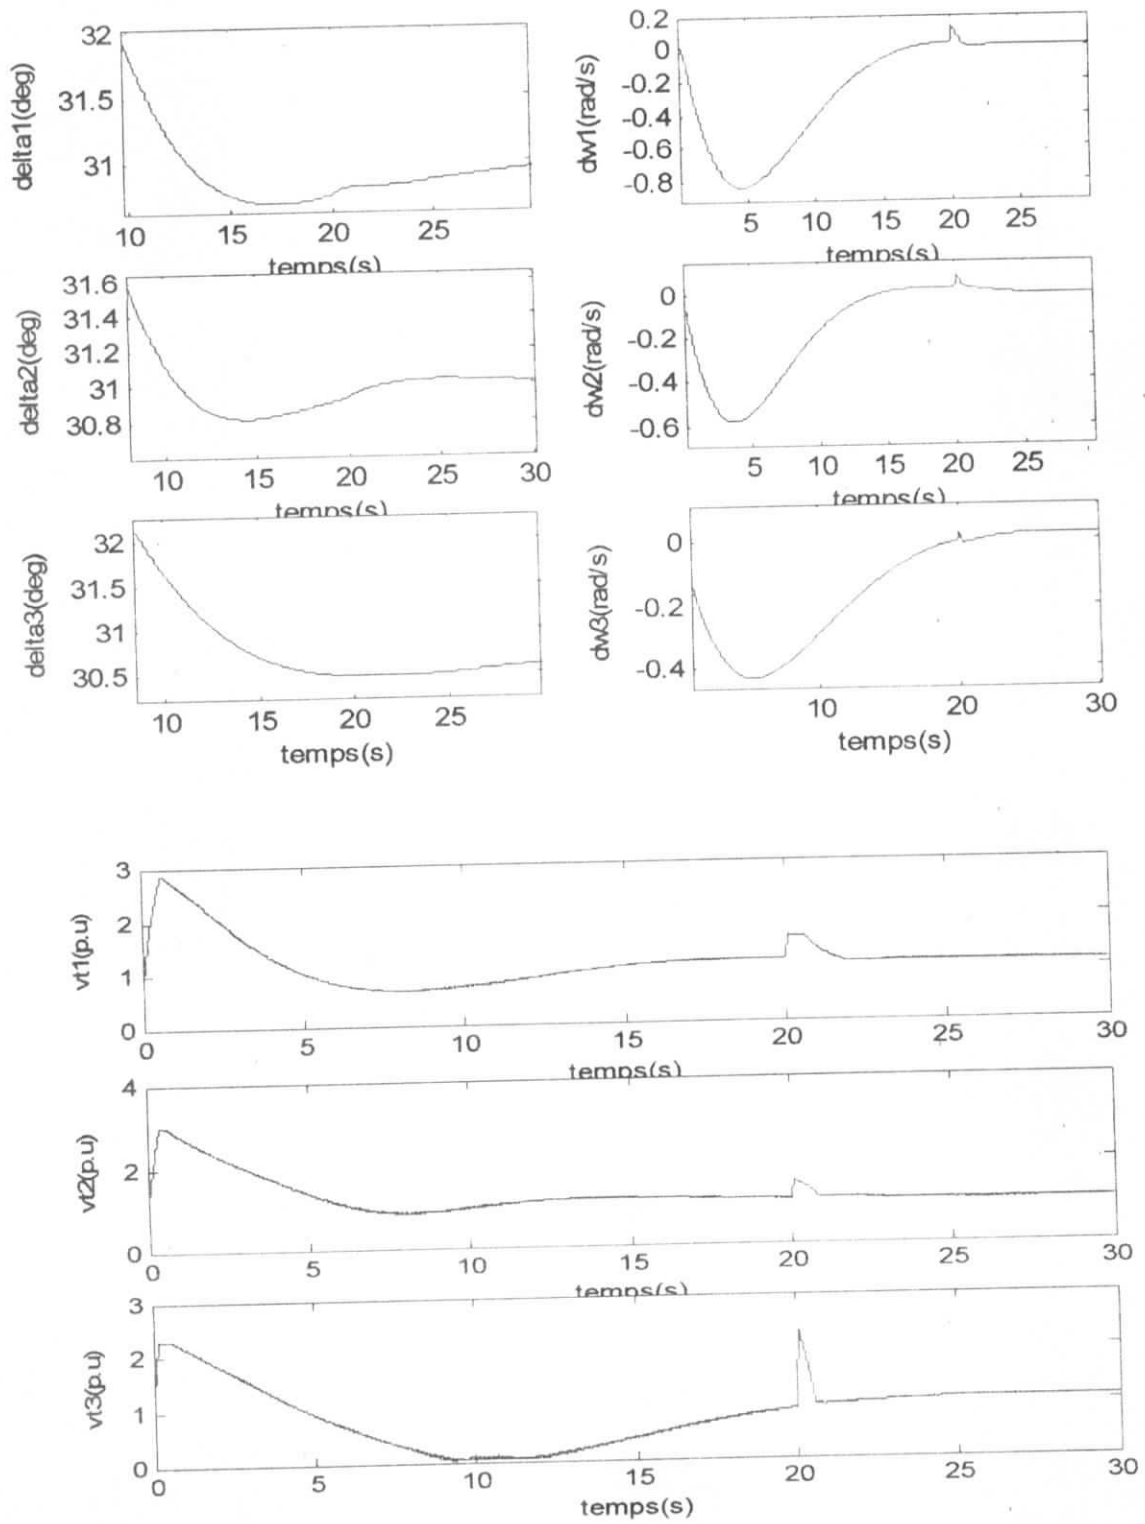 delta1(deg)
32
31.5
31
10 15 20 25
temps(s)
dw1(rad/s)
0.2
0
-0.2
-0.4
-0.6
-0.8
5 10 15 20 25
temps(s)
delta2(deg)
31.6
31.4
31.2
31
30.8
10 15 20 25 30
temps(s)
dw2(rad/s)
0
-0.2
-0.4
-0.6
5 10 15 20 25
temps(s)
delta3(deg)
32
31.5
31
30.5
10 15 20 25
temps(s)
dw3(rad/s)
0
-0.2
-0.4
10 20 30
temps(s)
vt1(p.u)
3
2
1
0
0 5 10 15 20 25 30
temps(s)
vt2(p.u)
4
2
0
0 5 10 15 20 25 30
temps(s)
vt3(p.u)
3
2
1
0
0 5 10 15 20 25 30
temps(s)